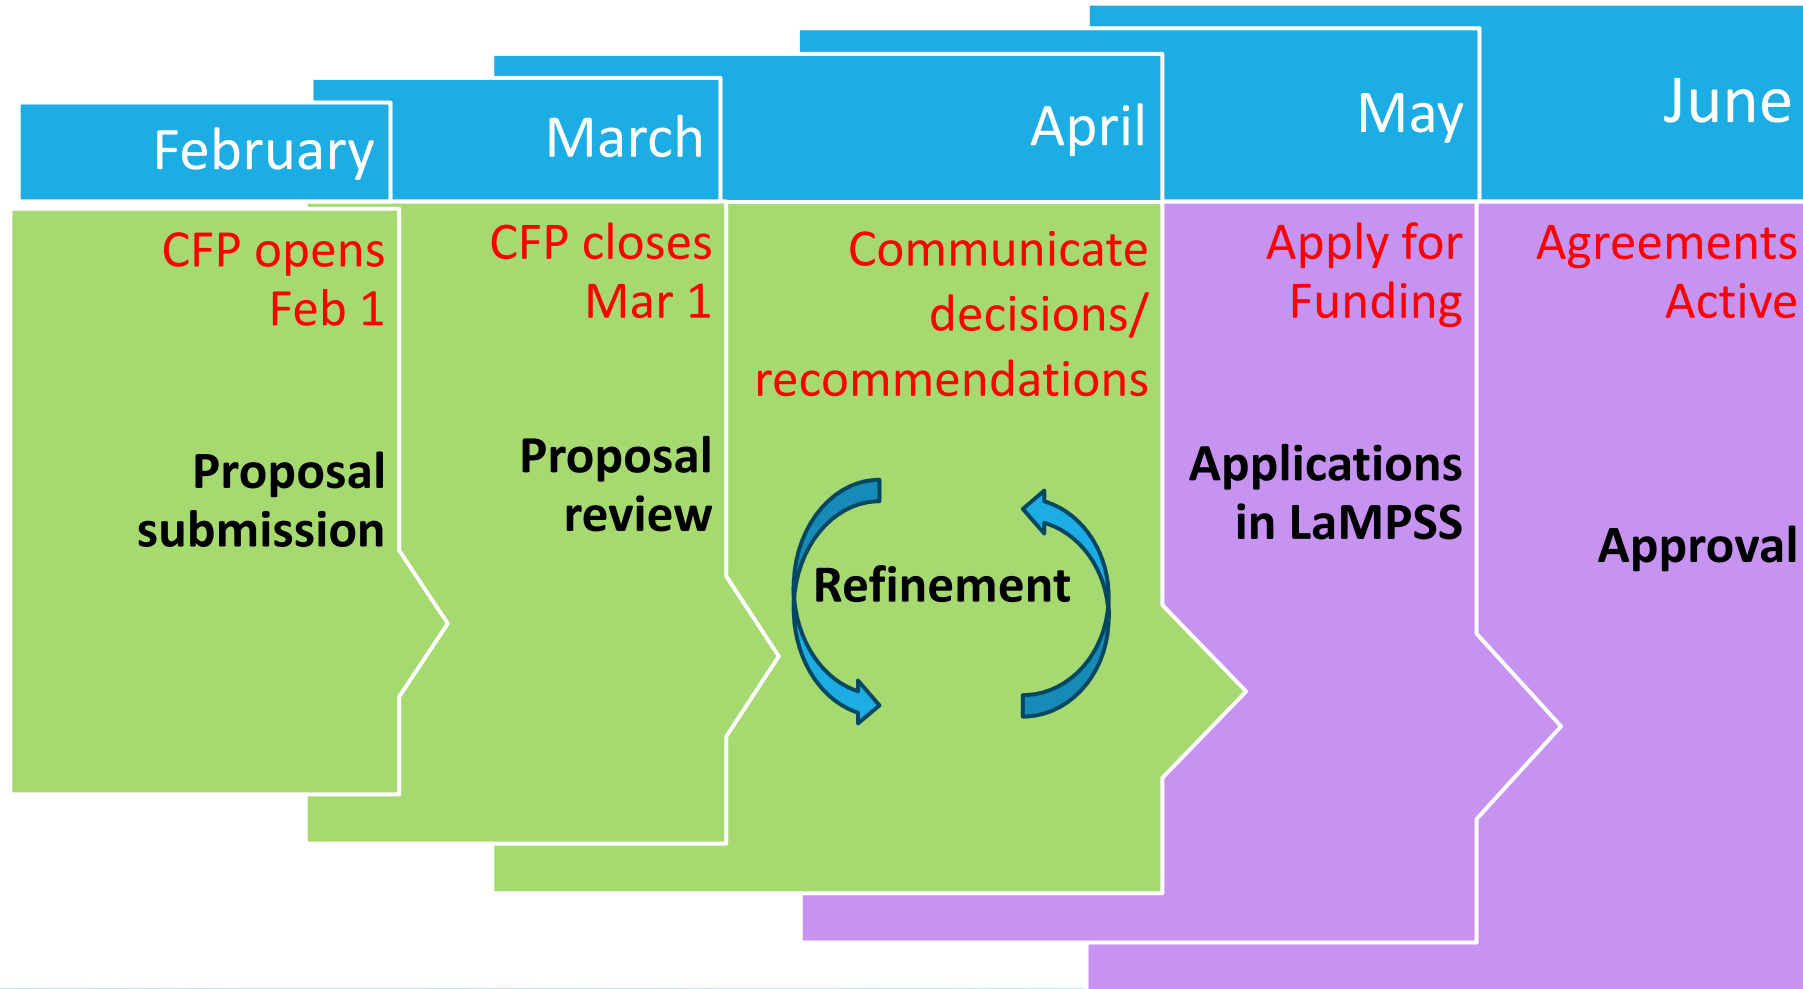 February
March
April
May
June
CFP opens
Feb 1
Proposal
submission
CFP closes
Mar 1
Proposal
review
Communicate
decisions/
recommendations
Refinement
Apply for
Funding
Applications
in LaMPSS
Agreements
Active
Approval